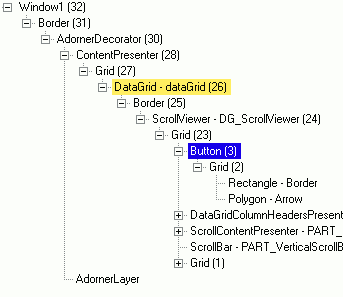 Window1 (32)
Border (31)
AdornerDecorator (30)
ContentPresenter (28)
Grid (27)
DataGrid - dataGrid (26)
Border (25)
ScrollViewer - DG_ScrollViewer (24)
Grid (23)
Button (3)
Grid (2)
Rectangle - Border
Polygon - Arrow
DataGridColumnHeadersPresent
ScrollContentPresenter - PART_
ScrollBar - PART_VerticalScrollB
Grid (1)
AdornerLayer